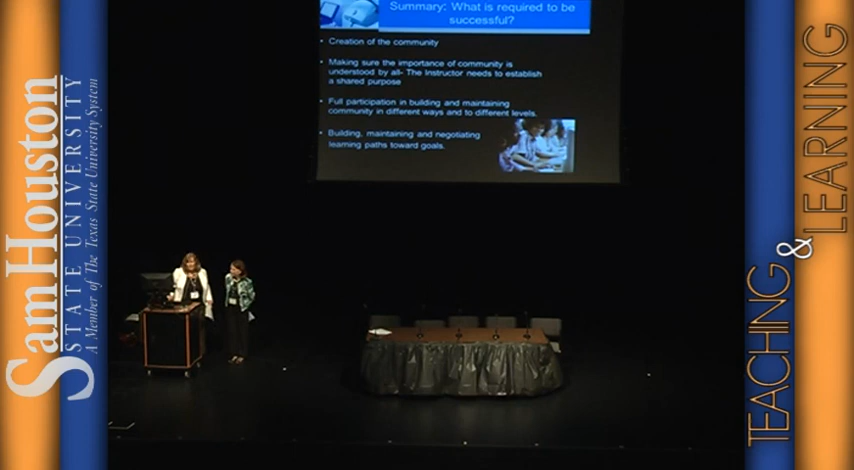 Sam Houston
STATE UNIVERSITY
A Member of The Texas State University System
Summary: What is required to be
successful?
• Creation of the community
• Making sure the importance of community is
understood by all- The Instructor needs to establish
a shared purpose
• Full participation in building and maintaining
community in different ways and to different levels.
• Building, maintaining and negotiating
learning paths toward goals.
TEACHING
&
LEARNING